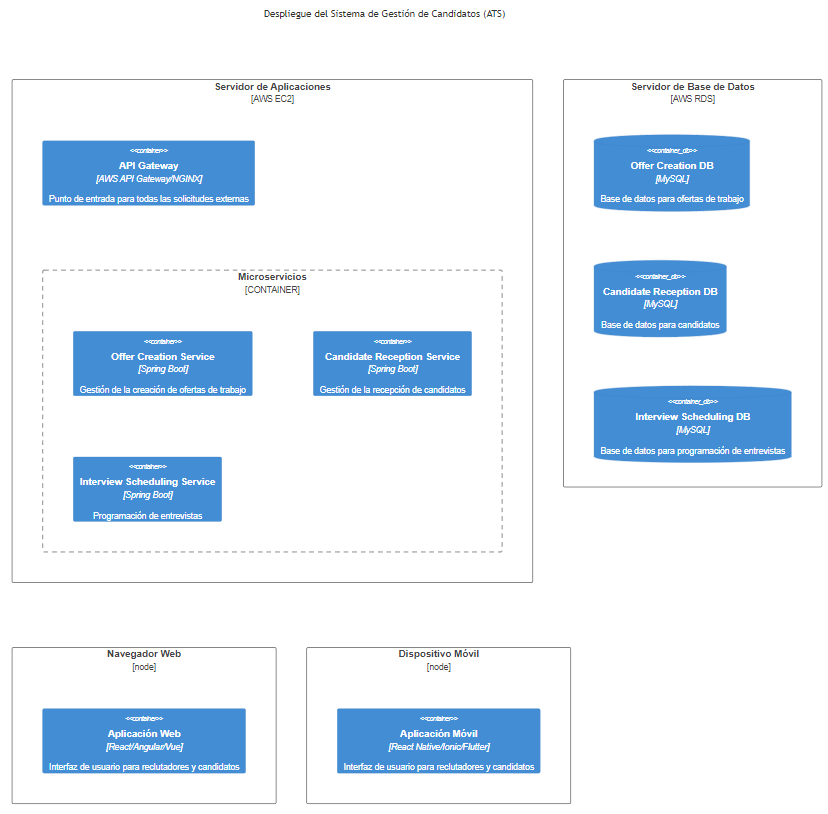 Despliegue del Sistema de Gestión de Candidatos (ATS)
Servidor de Aplicaciones
[AWS EC2]
<<container>>
API Gateway
[AWS API Gateway/NGINX]
Punto de entrada para todas las solicitudes externas
Microservicios
[CONTAINER]
<<container>>
Offer Creation Service
[Spring Boot]
Gestión de la creación de ofertas de trabajo
<<container>>
Candidate Reception Service
[Spring Boot]
Gestión de la recepción de candidatos
<<container>>
Interview Scheduling Service
[Spring Boot]
Programación de entrevistas
Servidor de Base de Datos
[AWS RDS]
<<container_db>>
Offer Creation DB
[MySQL]
Base de datos para ofertas de trabajo
<<container_db>>
Candidate Reception DB
[MySQL]
Base de datos para candidatos
<<container_db>>
Interview Scheduling DB
[MySQL]
Base de datos para programación de entrevistas
Navegador Web
[node]
<<container>>
Aplicación Web
[React/Angular/Vue]
Interfaz de usuario para reclutadores y candidatos
Dispositivo Móvil
[node]
<<container>>
Aplicación Móvil
[React Native/Ionic/Flutter]
Interfaz de usuario para reclutadores y candidatos